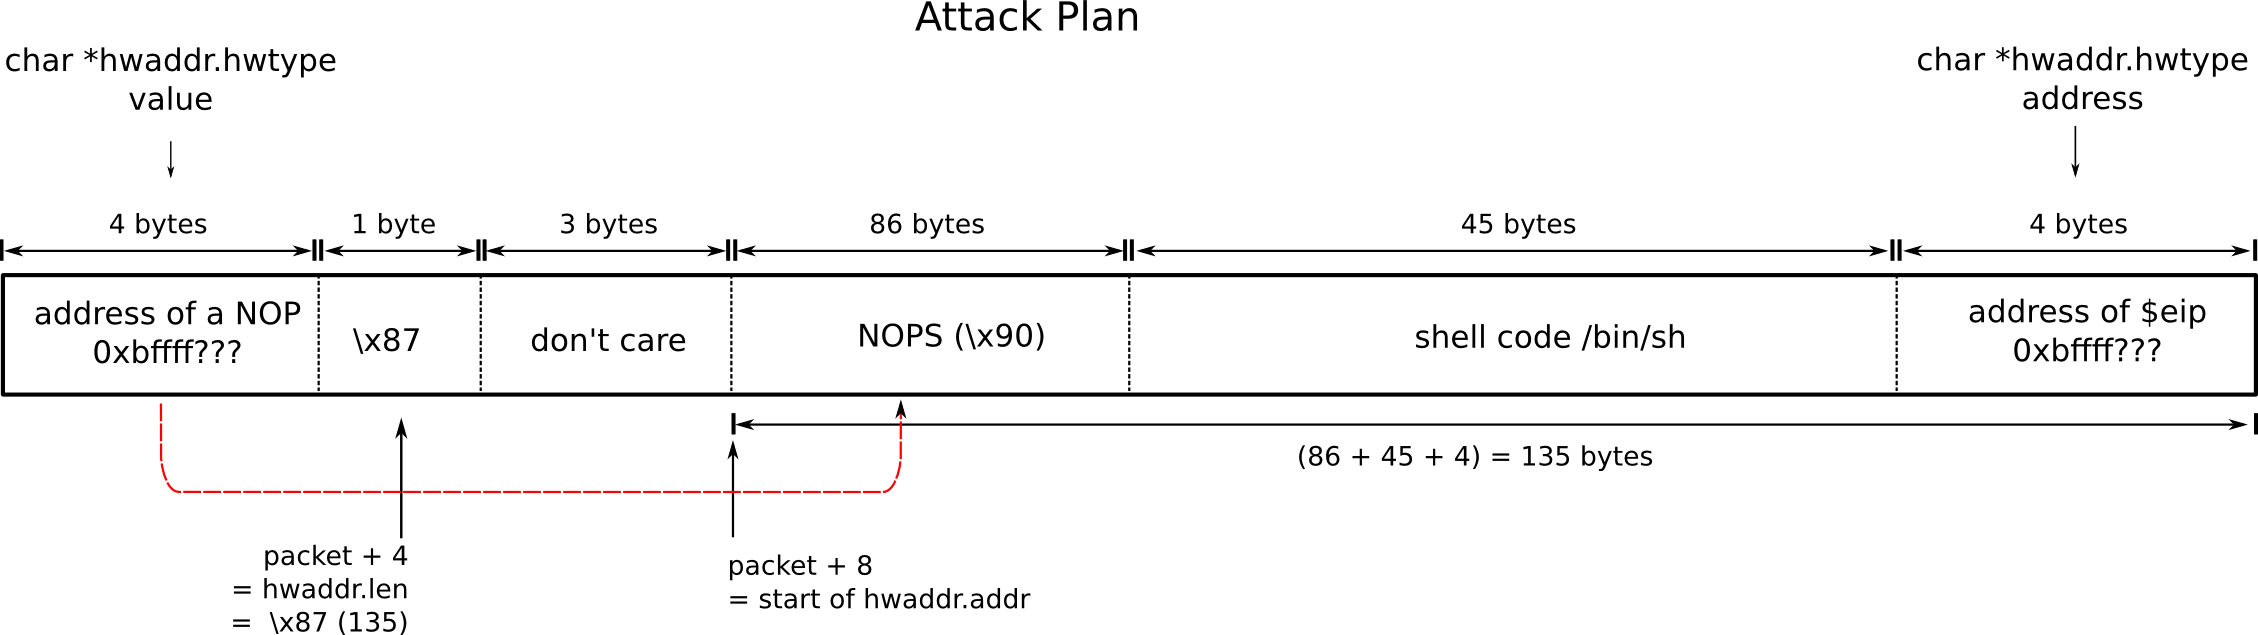 Attack Plan
char *hwaddr.hwtype
value
char *hwaddr.hwtype
address
4 bytes
1 byte
3 bytes
86 bytes
45 bytes
4 bytes
address of a NOP
0xbffff???
\x87
don't care
NOPS (\x90)
shell code /bin/sh
address of $eip
0xbffff???
(86 + 45 + 4) = 135 bytes
packet + 4
= hwaddr.len
= \x87 (135)
packet + 8
= start of hwaddr.addr